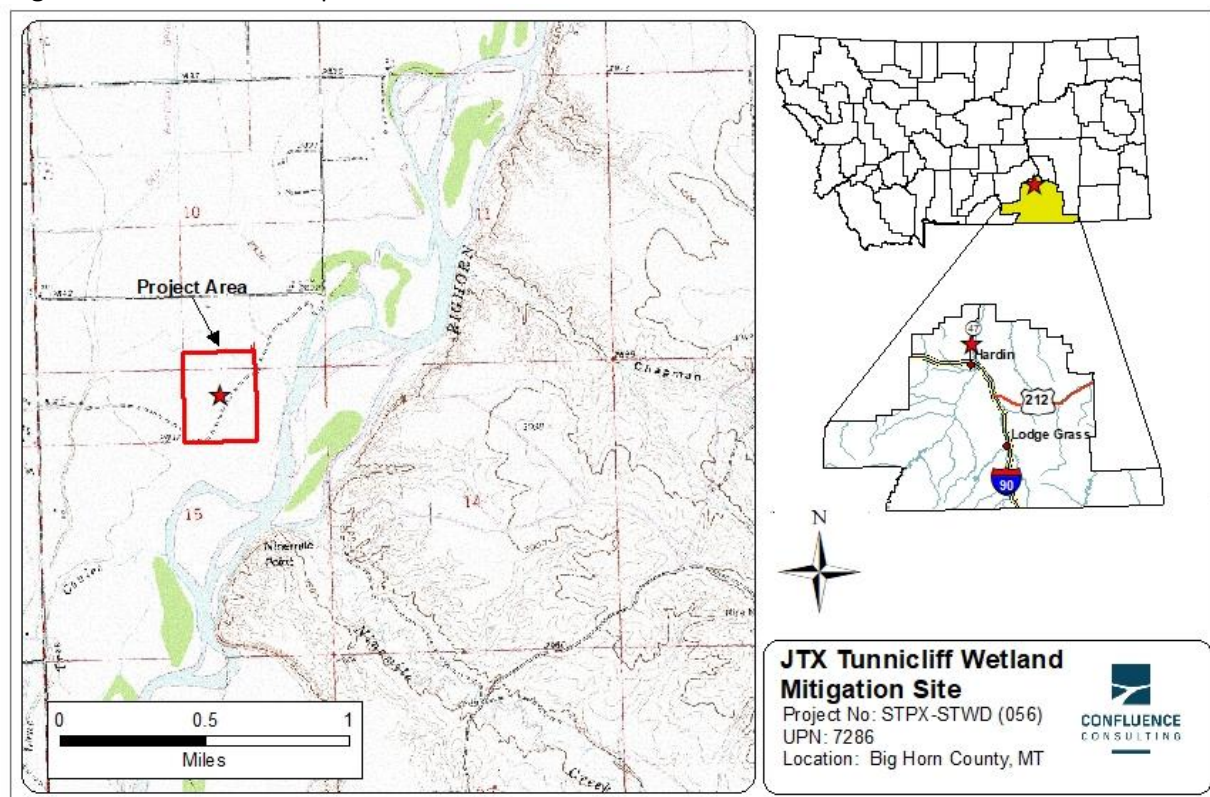 10
11
Project Area
BIGHORN
Chapman
15
14
Ninemile
Point
Ninemile
Creek
0 0.5 1
Miles
47
Hardin
212
Lodge Grass
90
N
JTX Tunnicliff Wetland
Mitigation Site
Project No: STPX-STWD (056)
UPN: 7286
Location: Big Horn County, MT
CONFLUENCE
CONSULTING